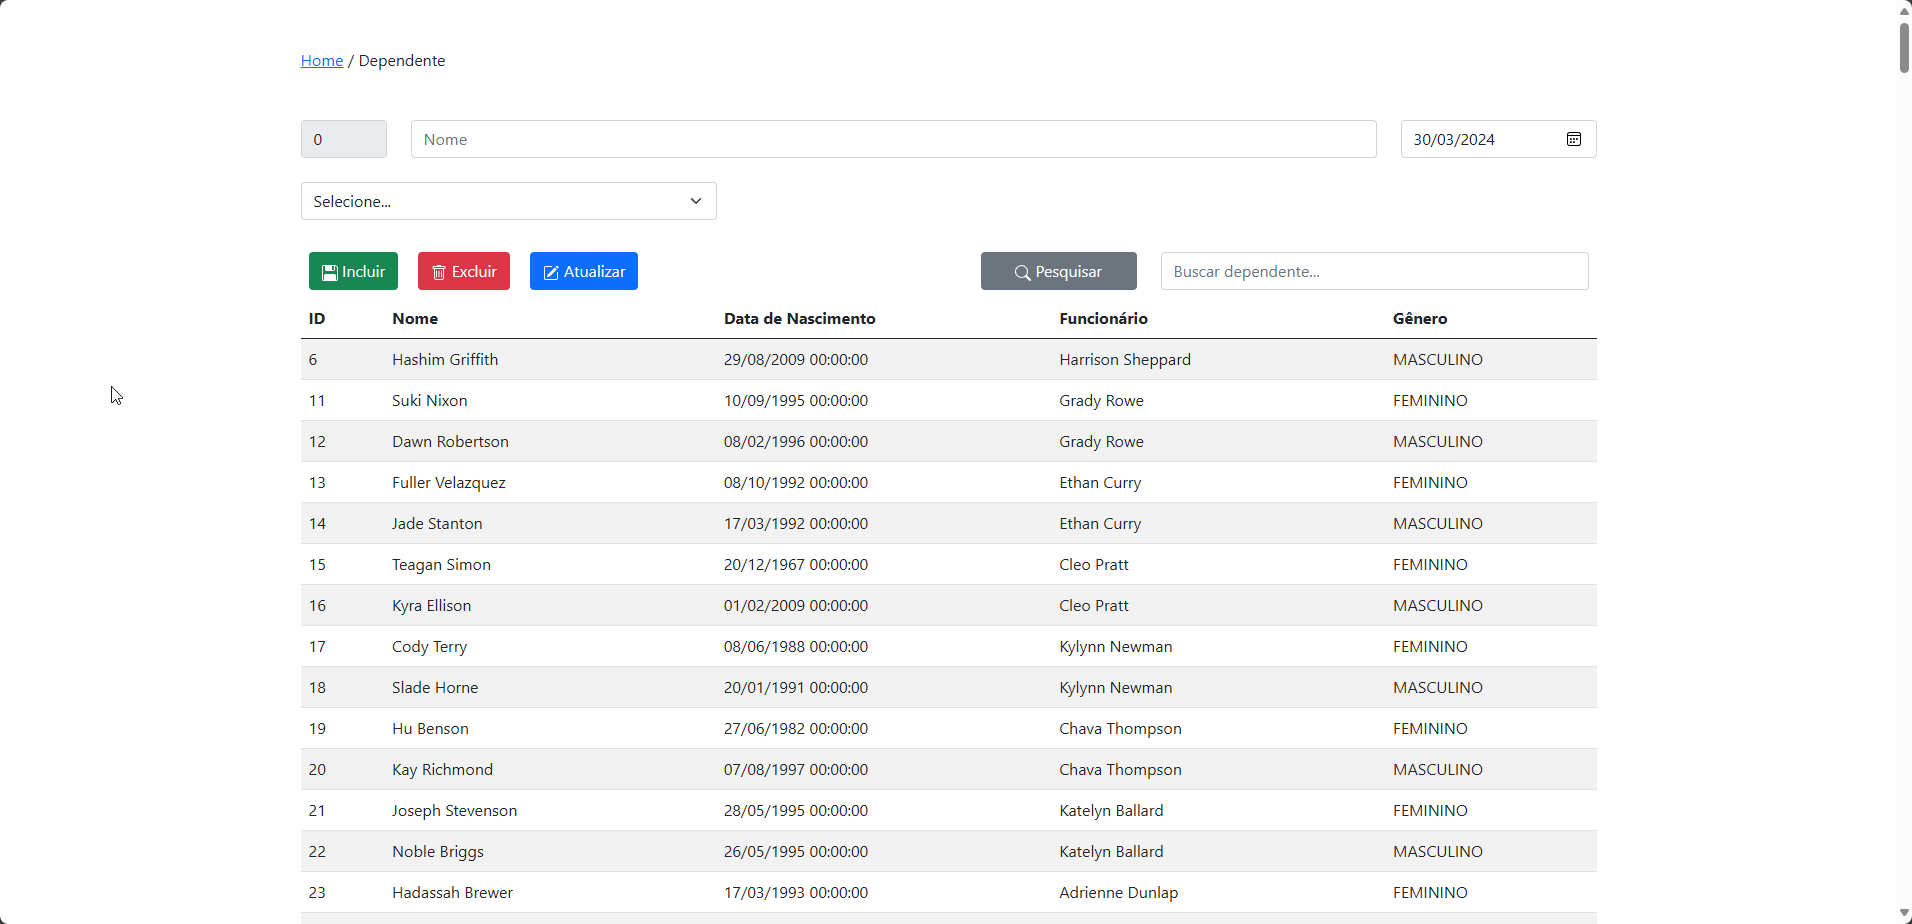 Home / Dependente
0 Nome 30/03/2024
Selecione...
Incluir Excluir Atualizar Pesquisar Buscar dependente...
ID Nome Data de Nascimento Funcionário Gênero
6 Hashim Griffith 29/08/2009 00:00:00 Harrison Sheppard MASCULINO
11 Suki Nixon 10/09/1995 00:00:00 Grady Rowe FEMININO
12 Dawn Robertson 08/02/1996 00:00:00 Grady Rowe MASCULINO
13 Fuller Velazquez 08/10/1992 00:00:00 Ethan Curry FEMININO
14 Jade Stanton 17/03/1992 00:00:00 Ethan Curry MASCULINO
15 Teagan Simon 20/12/1967 00:00:00 Cleo Pratt FEMININO
16 Kyra Ellison 01/02/2009 00:00:00 Cleo Pratt MASCULINO
17 Cody Terry 08/06/1988 00:00:00 Kylynn Newman FEMININO
18 Slade Horne 20/01/1991 00:00:00 Kylynn Newman MASCULINO
19 Hu Benson 27/06/1982 00:00:00 Chava Thompson FEMININO
20 Kay Richmond 07/08/1997 00:00:00 Chava Thompson MASCULINO
21 Joseph Stevenson 28/05/1995 00:00:00 Katelyn Ballard FEMININO
22 Noble Briggs 26/05/1995 00:00:00 Katelyn Ballard MASCULINO
23 Hadassah Brewer 17/03/1993 00:00:00 Adrienne Dunlap FEMININO